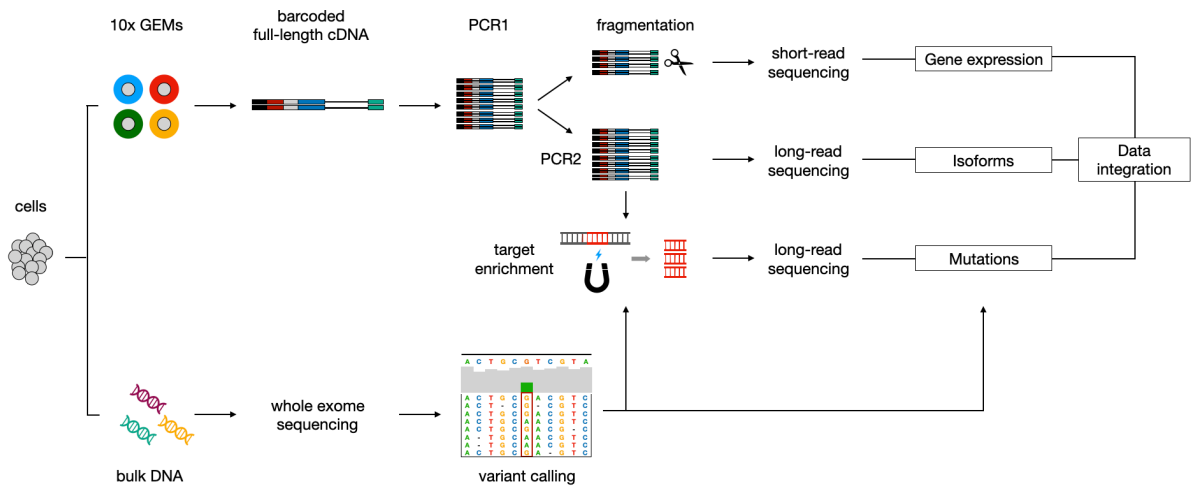 10x GEMs
barcoded
full-length cDNA
PCR1
fragmentation
short-read
sequencing
Gene expression
PCR2
long-read
sequencing
Isoforms
Data
integration
cells
target
enrichment
long-read
sequencing
Mutations
bulk DNA
whole exome
sequencing
A C T G C G T C G T A
A C T G C G A C G T C
A C T - C G - C G T C
A C T G C G A C G T C
A C T G C A A C G T C
A C T G C G A C G T C
A - T G C A A C G T C
A - T G C A A C G T C
A C T G C G A - G T C
variant calling